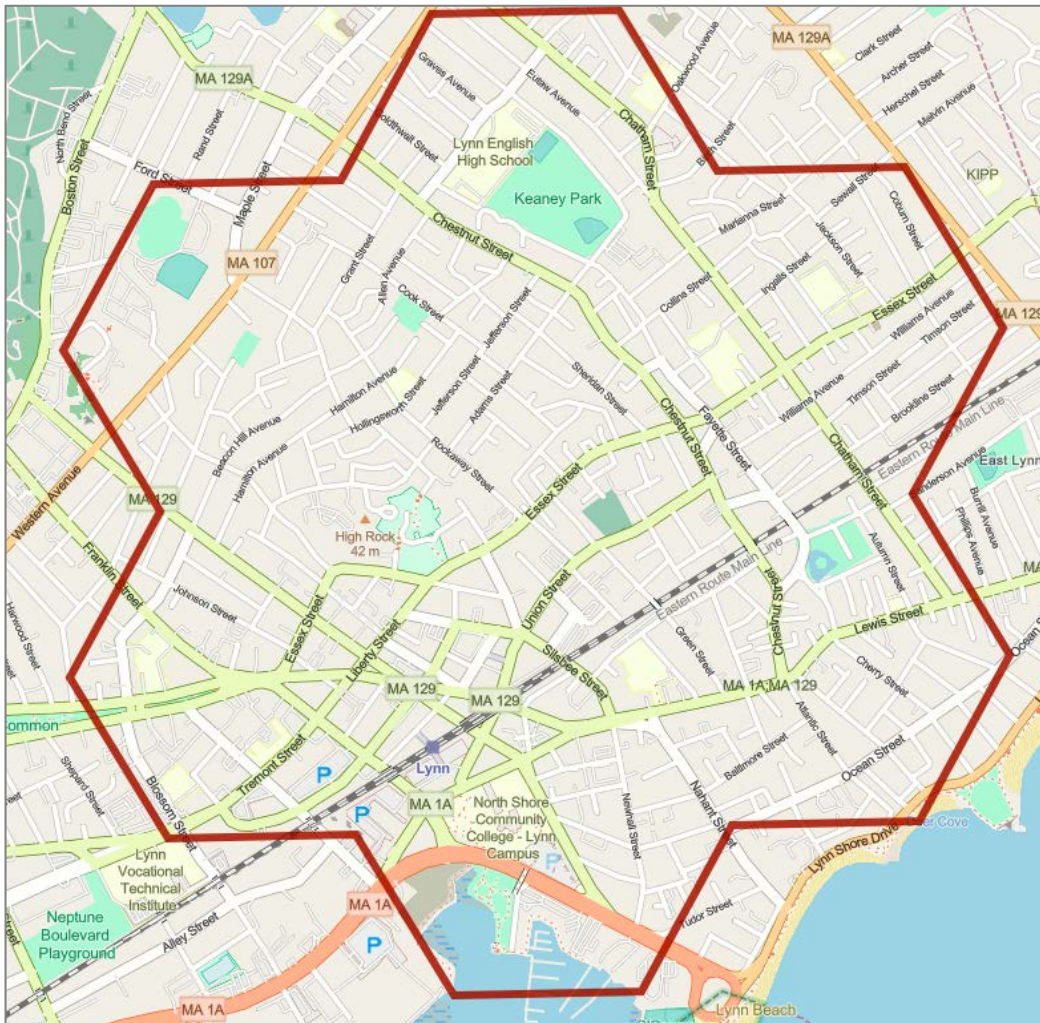 MA 129A
MA 129A
Clark Street
Archer Street
Herschel Street
Melvin Avenue
Oakwood Avenue
Graves Avenue
Eutaw Avenue
MA 129A
North Bend Street
Rand Street
Goldthwait Street
Lynn English
High School
Chatham Street
Birch Street
Boston Street
Ford Street
Maple Street
Keaney Park
KIPP
Sewall Street
Coburn Street
Marianna Street
Jackson Street
Chestnut Street
MA 107
Grant Street
Allen Avenue
Cook Street
Collins Street
Ingalls Street
Essex Street
Williams Avenue
Timson Street
MA 129
Jefferson Street
Jefferson Street
Adams Street
Sheridan Street
Hamilton Avenue
Hollingsworth Street
Beacon Hill Avenue
Hamilton Avenue
Rockaway Street
Chestnut Street
Fayette Street
Williams Avenue
Timson Street
Brookline Street
Eastern Route Main Line
Chatham Street
East Lynn
Sanderson Avenue
Burrill Avenue
Phillips Avenue
Western Avenue
MA 129
Essex Street
High Rock
42 m
Franklin Street
Johnson Street
Essex Street
Liberty Street
Union Street
Eastern Route Main Line
Autumn Street
Chestnut Street
Lewis Street
MA
Harwood Street
Green Street
Silsbee Street
MA 129
MA 129
MA 1A;MA 129
Cherry Street
Ocean S
Atlantic Street
Baltimore Street
Ocean Street
Common
Shepard Street
Blossom Street
Tremont Street
P
P
Lynn
MA 1A
North Shore
Community
College - Lynn
Campus
P
Newhall Street
Nahant Street
Lynn Shore Drive
Lynn
Vocational
Technical
Institute
Neptune
Boulevard
Playground
Alley Street
MA 1A
P
Tudor Street
MA 1A
Lynn Beach